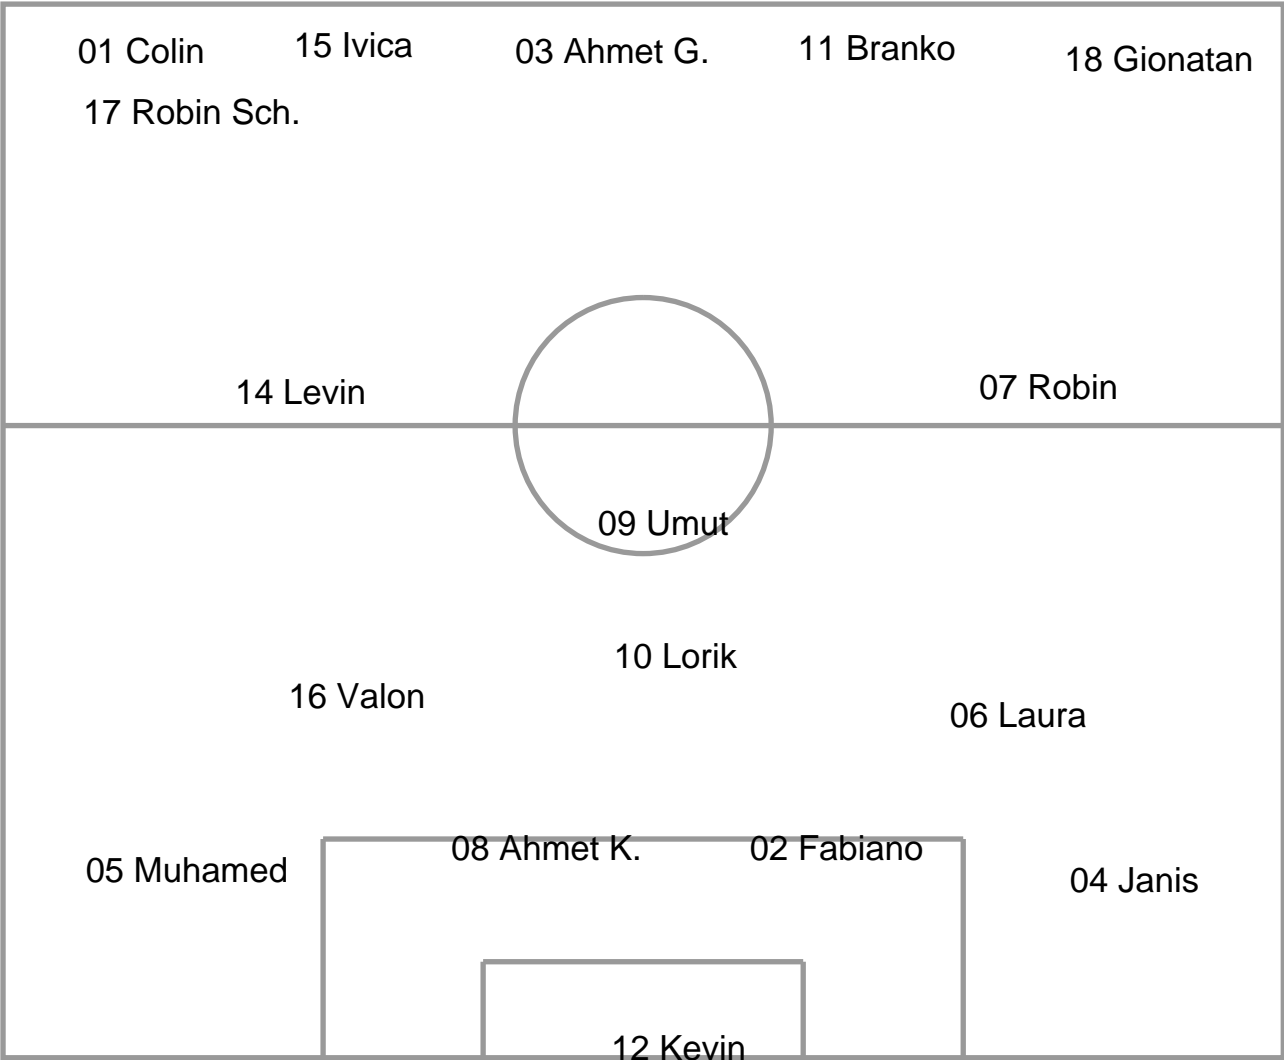 01 Colin
15 Ivica
03 Ahmet G.
11 Branko
18 Gionatan
17 Robin Sch.
14 Levin
07 Robin
09 Umut
10 Lorik
16 Valon
06 Laura
08 Ahmet K.
02 Fabiano
05 Muhamed
04 Janis
12 Kevin